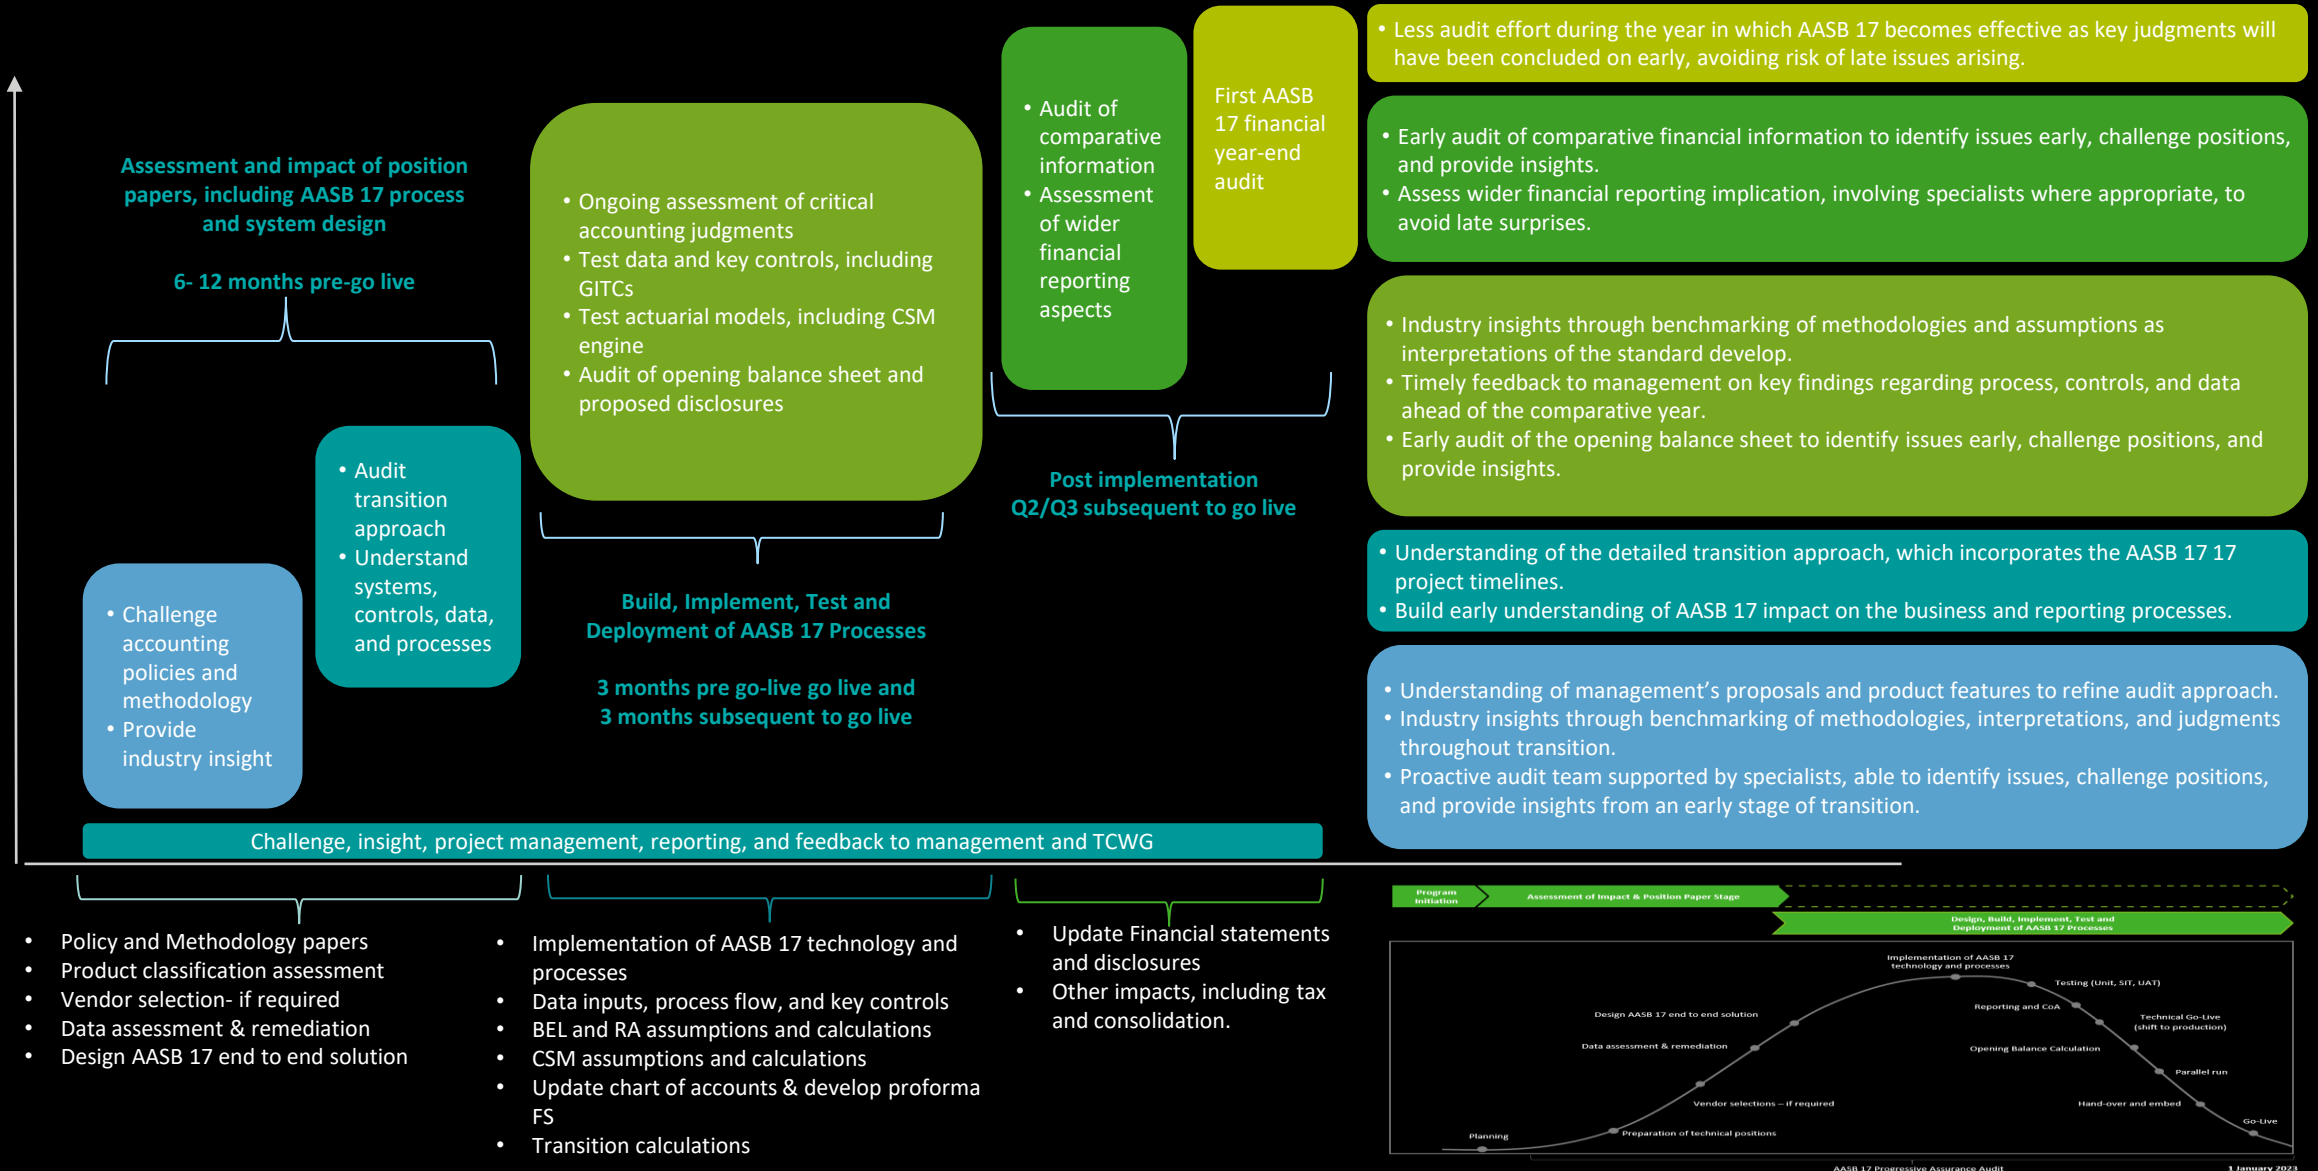 Assessment and impact of position
papers, including AASB 17 process
and system design
6- 12 months pre-go live
• Challenge
accounting
policies and
methodology
• Provide
industry insight
• Audit
transition
approach
• Understand
systems,
controls, data,
and processes
• Ongoing assessment of critical
accounting judgments
• Test data and key controls, including
GITCs
• Test actuarial models, including CSM
engine
• Audit of opening balance sheet and
proposed disclosures
Build, Implement, Test and
Deployment of AASB 17 Processes
3 months pre go-live go live and
3 months subsequent to go live
• Audit of
comparative
information
• Assessment
of wider
financial
reporting
aspects
First AASB
17 financial
year-end
audit
Post implementation
Q2/Q3 subsequent to go live
• Less audit effort during the year in which AASB 17 becomes effective as key judgments will
have been concluded on early, avoiding risk of late issues arising.
• Early audit of comparative financial information to identify issues early, challenge positions,
and provide insights.
• Assess wider financial reporting implication, involving specialists where appropriate, to
avoid late surprises.
• Industry insights through benchmarking of methodologies and assumptions as
interpretations of the standard develop.
• Timely feedback to management on key findings regarding process, controls, and data
ahead of the comparative year.
• Early audit of the opening balance sheet to identify issues early, challenge positions, and
provide insights.
• Understanding of the detailed transition approach, which incorporates the AASB 17 17
project timelines.
• Build early understanding of AASB 17 impact on the business and reporting processes.
• Understanding of management's proposals and product features to refine audit approach.
• Industry insights through benchmarking of methodologies, interpretations, and judgments
throughout transition.
• Proactive audit team supported by specialists, able to identify issues, challenge positions,
and provide insights from an early stage of transition.
Challenge, insight, project management, reporting, and feedback to management and TCWG
• Policy and Methodology papers
• Product classification assessment
• Vendor selection- if required
• Data assessment & remediation
• Design AASB 17 end to end solution
• Implementation of AASB 17 technology and
processes
• Data inputs, process flow, and key controls
• BEL and RA assumptions and calculations
• CSM assumptions and calculations
• Update chart of accounts & develop proforma
FS
• Transition calculations
• Update Financial statements
and disclosures
• Other impacts, including tax
and consolidation.
Program
Initiation
Assessment of Impact & Position Paper Stage
Design, Build, Implement, Test and
Deployment of AASB 17 Processes
Implementation of AASB 17
technology and processes
Testing (Unit, SIT, UAT)
Reporting and CoA
Design AASB 17 end to end solution
Technical Go-Live
(shift to production)
Data assessment & remediation
Opening Balance Calculation
Parallel run
Vendor selections – if required
Hand-over and embed
Go-Live
Preparation of technical positions
Planning
AASB 17 Progressive Assurance Audit
1 January 2023